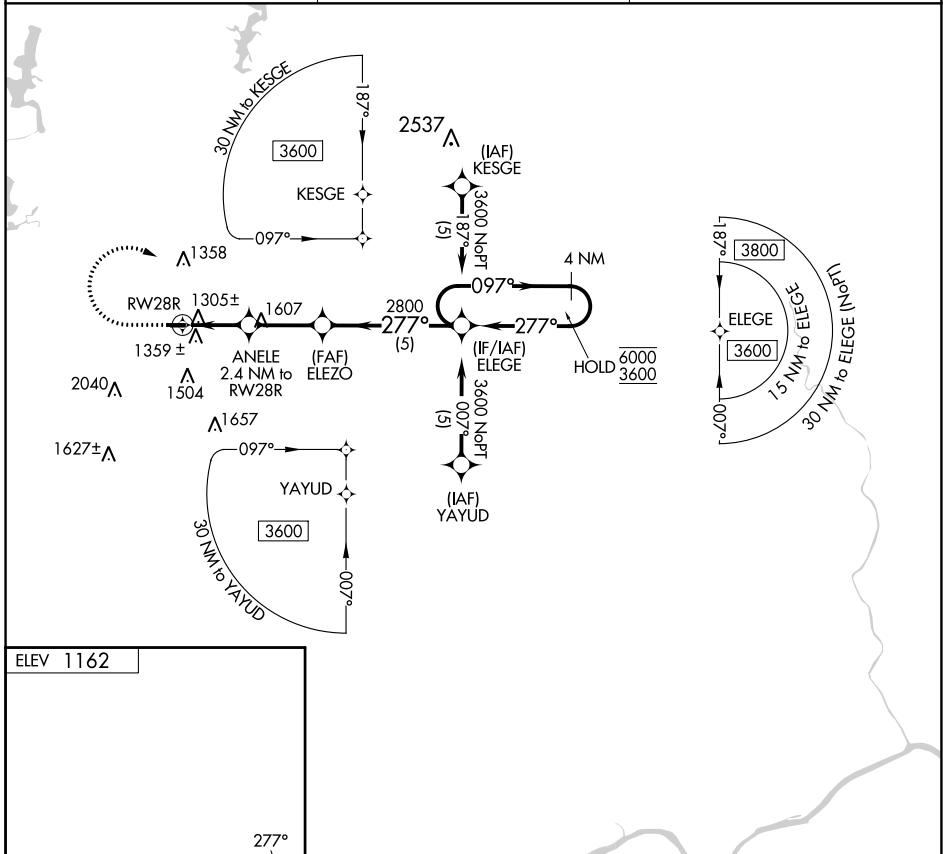 30 NM to KESGE
187°
3600
KESGE
097°
2537
(IAF)
KESGE
3600 NoPT
187°
(5)
4 NM
097°
187°
3800
ELEGE
3600
15 NM to ELEGE
30 NM to ELEGE (NoPT)
007°
1358
RW28R
1305±
1607
2800
277°
(5)
277°
1359 ±
ANELE
2.4 NM to
RW28R
(FAF)
ELEZO
(IF/IAF)
ELEGE
HOLD
6000
3600
2040
1504
1657
1627±
3600 NoPT
007°
(5)
(IAF)
YAYUD
097°
YAYUD
3600
30 NM to YAYUD
007°
ELEV 1162
277°